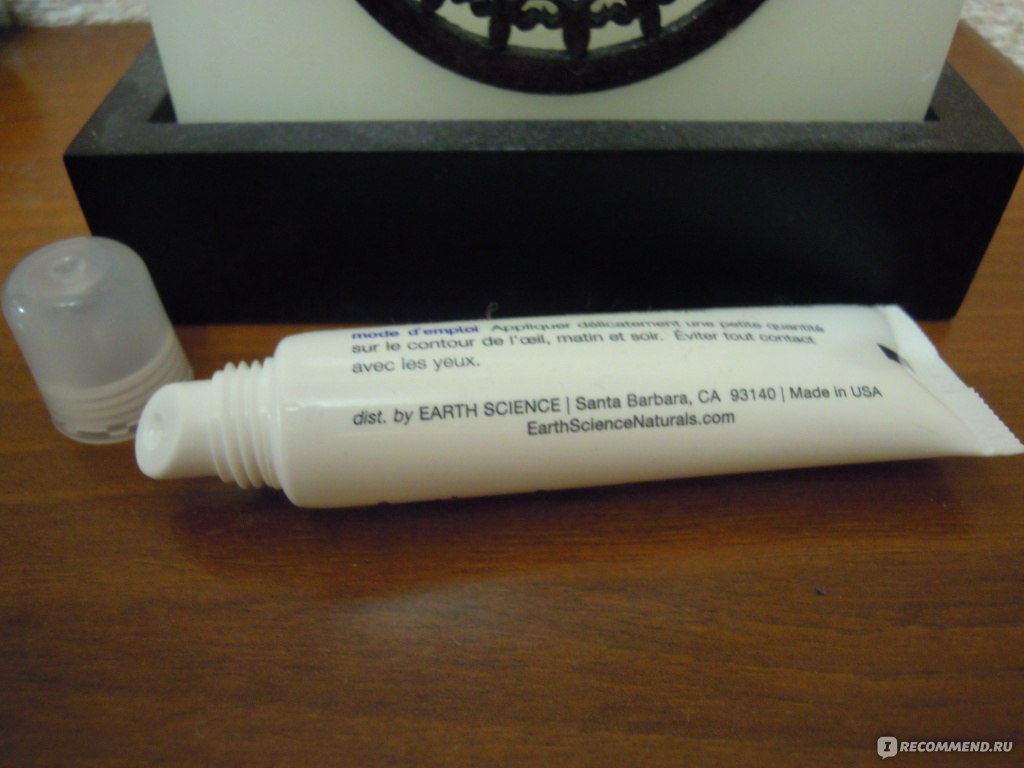 mode d'emploi Appliquer délicatement une petite quantité
sur le contour de l'œil, matin et soir. Éviter tout contact
avec les yeux.
dist. by EARTH SCIENCE | Santa Barbara, CA 93140 | Made in USA
EarthScienceNaturals.com
I RECOMMEND.RU